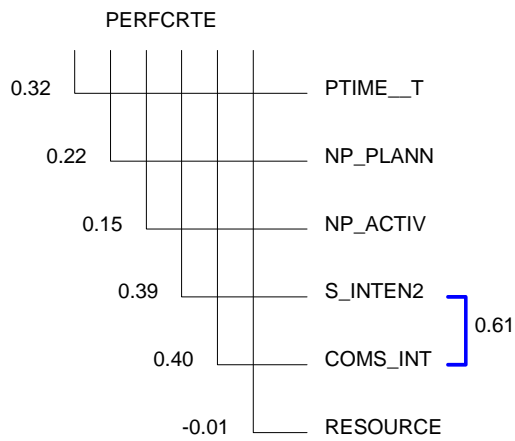 PERFCRTE
0.32 PTIME__T
0.22 NP_PLANN
0.15 NP_ACTIV
0.39 S_INTEN2
0.61
0.40 COMS_INT
-0.01 RESOURCE